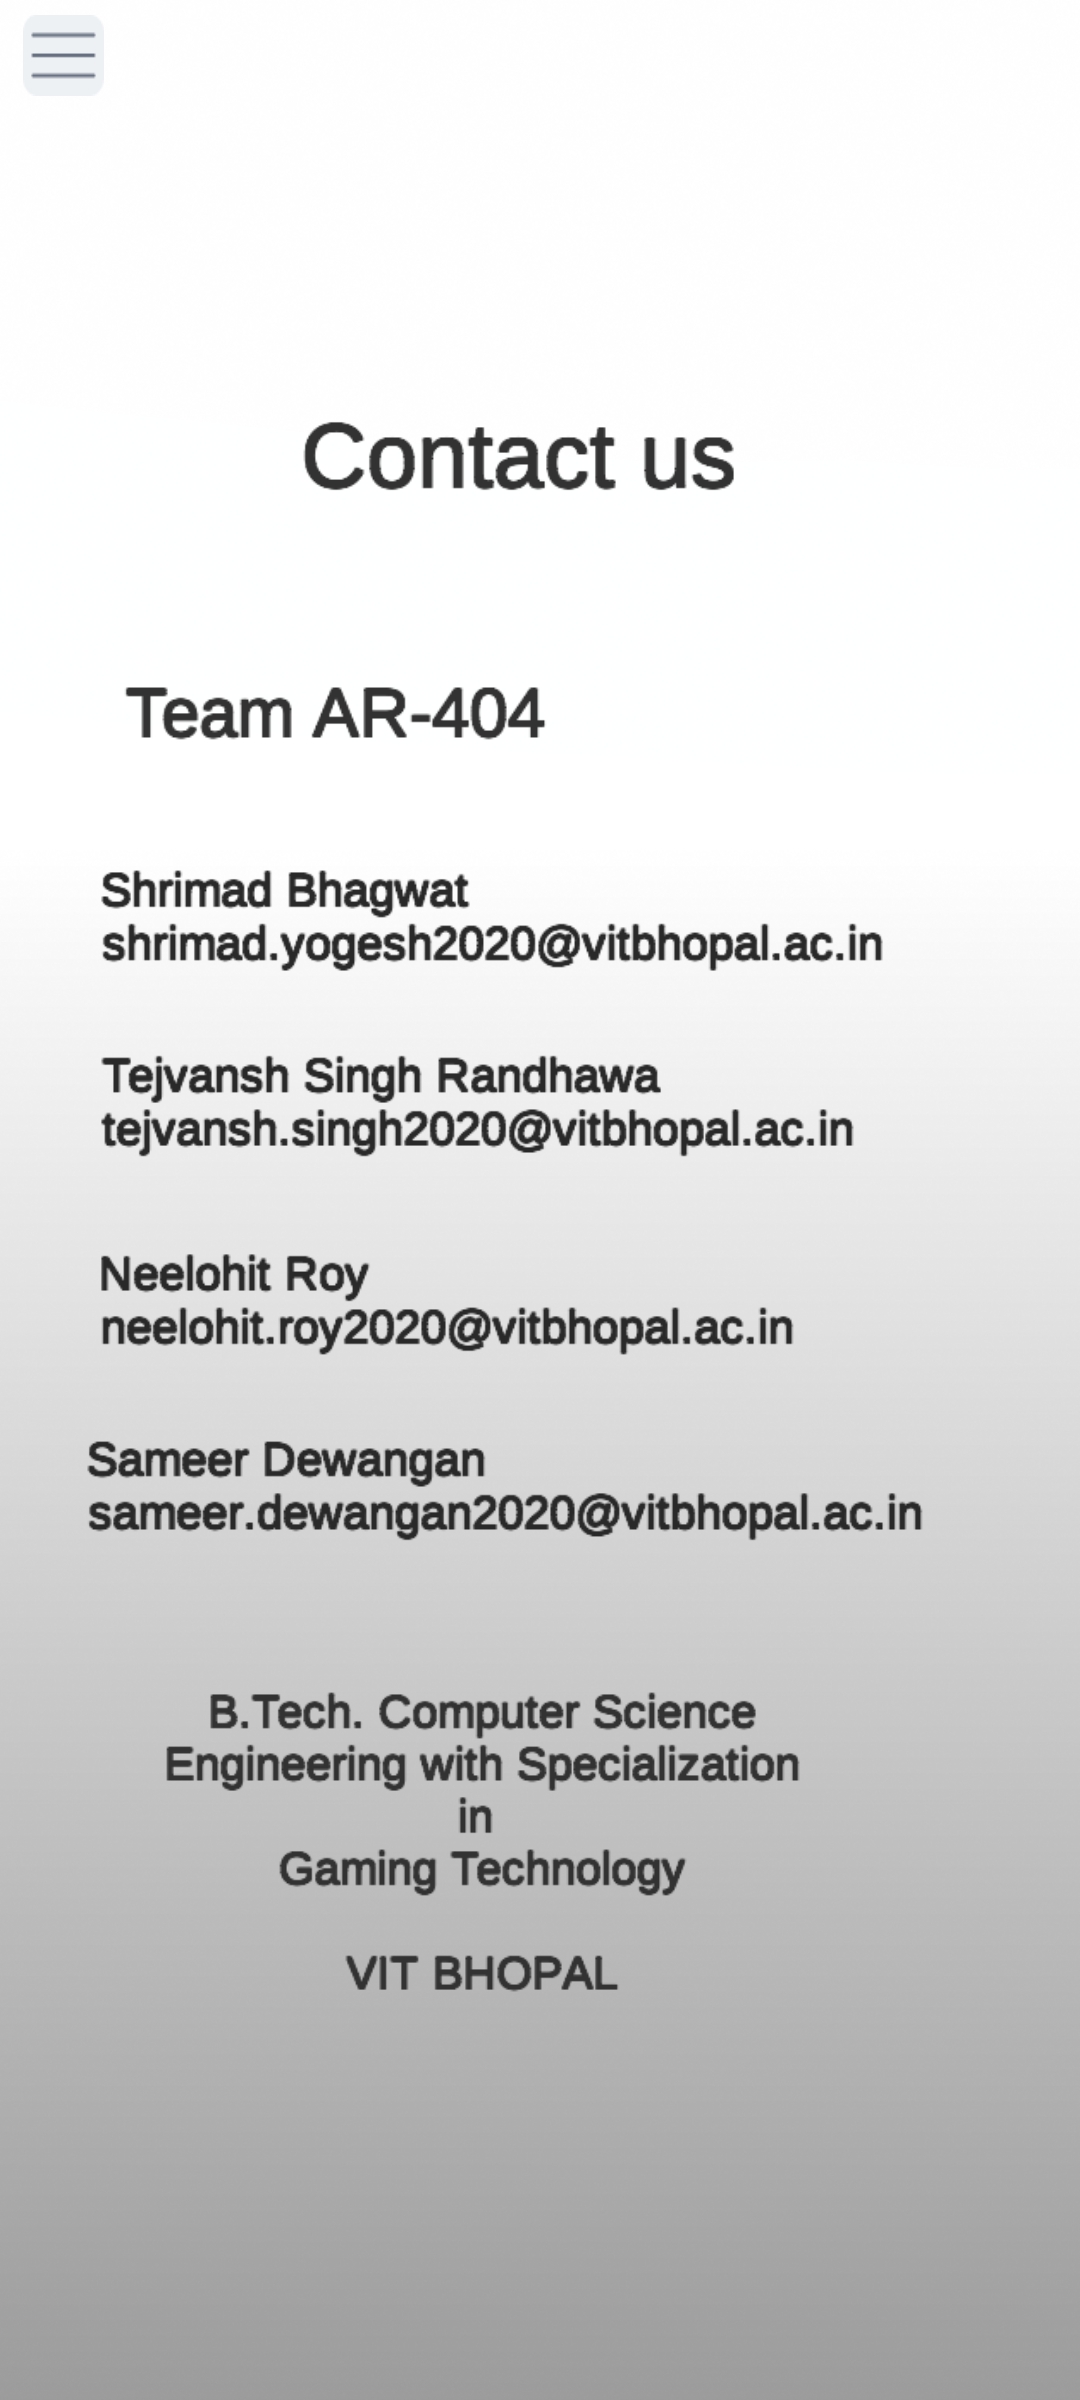 Contact us
Team AR-404
Shrimad Bhagwat
shrimad.yogesh2020@vitbhopal.ac.in
Tejvansh Singh Randhawa
tejvansh.singh2020@vitbhopal.ac.in
Neelohit Roy
neelohit.roy2020@vitbhopal.ac.in
Sameer Dewangan
sameer.dewangan2020@vitbhopal.ac.in
B.Tech. Computer Science
Engineering with Specialization
in
Gaming Technology
VIT BHOPAL